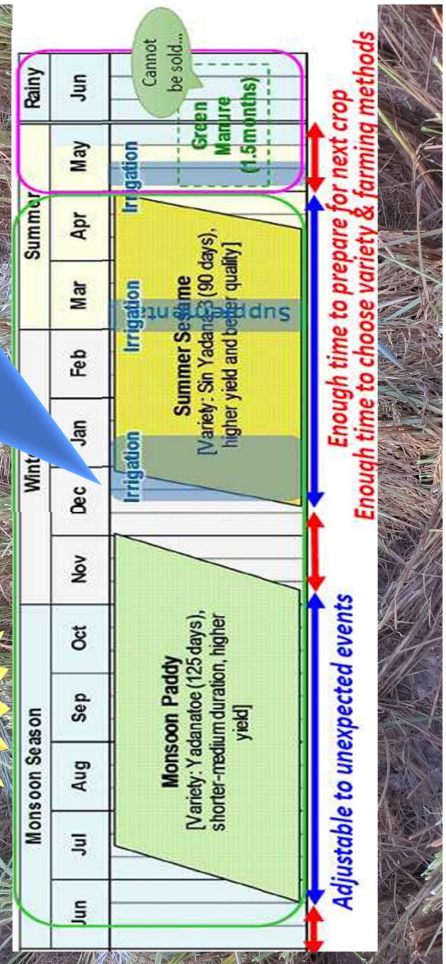 Monsoon Season
Summer
Rainy
Jun
Jul
Aug
Sep
Oct
Nov
Dec
Jan
Feb
Mar
Apr
May
Jun
Monsoon Paddy
[Variety: Yadanatoe (125 days),
shorter-medium duration, higher
yield]
Irrigation
Irrigation
Irrigation
Summer Sesame
[Variety: Sin Yadanar 3 (90 days),
higher yield and better quality]
Green
Manure
(1.5months)
Cannot
be sold...
Adjustable to unexpected events
Enough time to prepare for next crop
Enough time to choose variety & farming methods